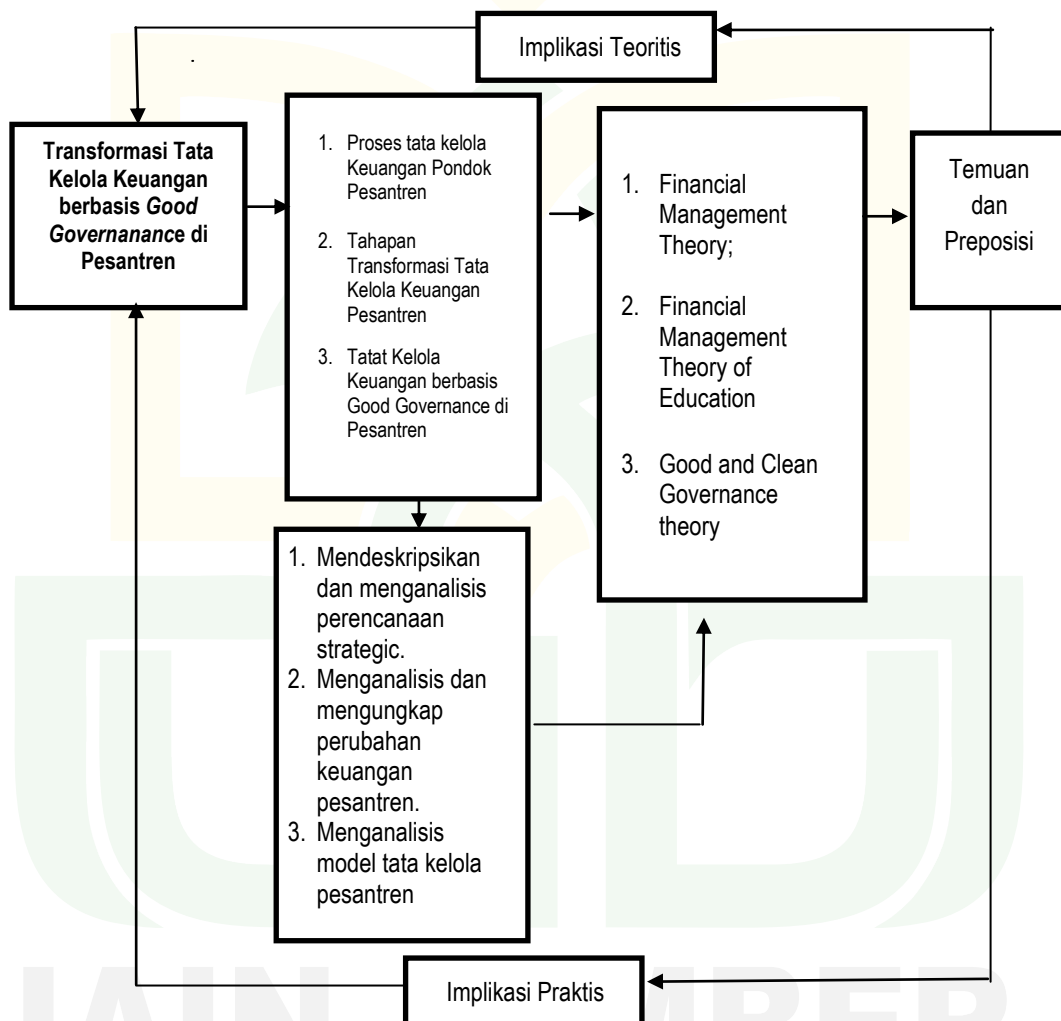 Implikasi Teoritis
.
Transformasi Tata
Kelola Keuangan
berbasis Good
Governanance di
Pesantren
1. Proses tata kelola
Keuangan Pondok
Pesantren
2. Tahapan
Transformasi Tata
Kelola Keuangan
Pesantren
3. Tatat Kelola
Keuangan berbasis
Good Governance di
Pesantren
1. Financial
Management
Theory;
2. Financial
Management
Theory of
Education
3. Good and Clean
Governance
theory
Temuan
dan
Preposisi
1. Mendeskripsikan
dan menganalisis
perencanaan
strategic.
2. Menganalisis dan
mengungkap
perubahan
keuangan
pesantren.
3. Menganalisis
model tata kelola
pesantren
Implikasi Praktis